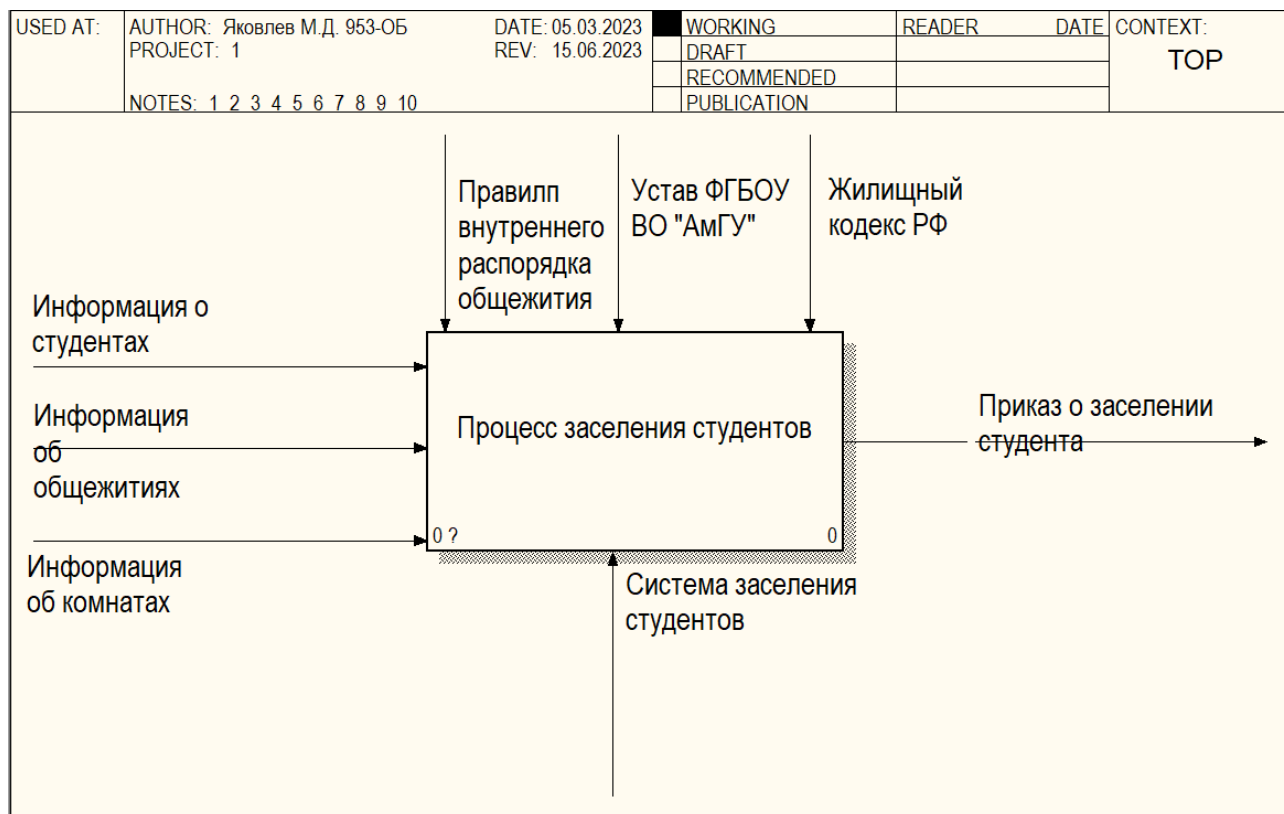 USED AT:
AUTHOR: Яковлев М.Д. 953-ОБ
DATE: 05.03.2023
PROJECT: 1
REV: 15.06.2023
NOTES: 1 2 3 4 5 6 7 8 9 10
WORKING
DRAFT
RECOMMENDED
PUBLICATION
READER
DATE
CONTEXT:
TOP
Правилп
внутреннего
распорядка
общежития
Устав ФГБОУ
ВО "АмГУ"
Жилищный
кодекс РФ
Информация о
студентах
Информация
об
общежитиях
Информация
об комнатах
Процесс заселения студентов
0 ?
0
Приказ о заселении
студента
Система заселения
студентов